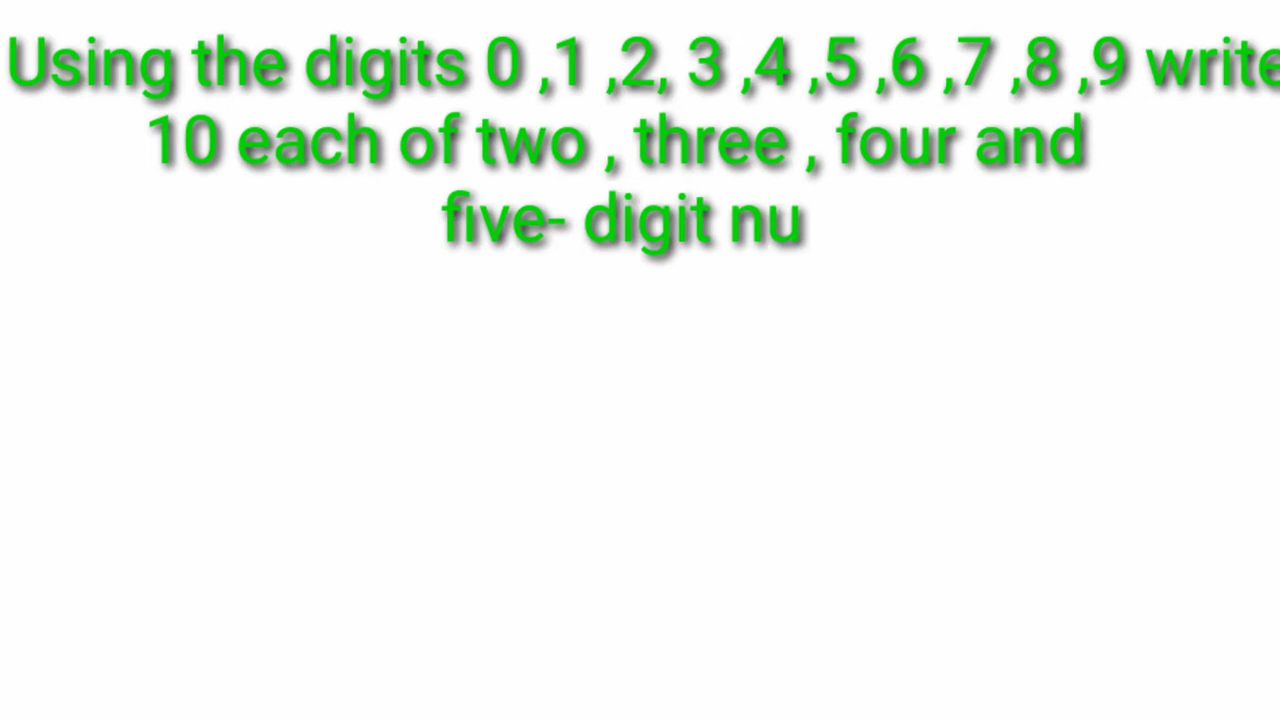 Using the digits 0 ,1 ,2, 3 ,4 ,5 ,6 ,7 ,8 ,9 write
10 each of two , three , four and
five- digit nu